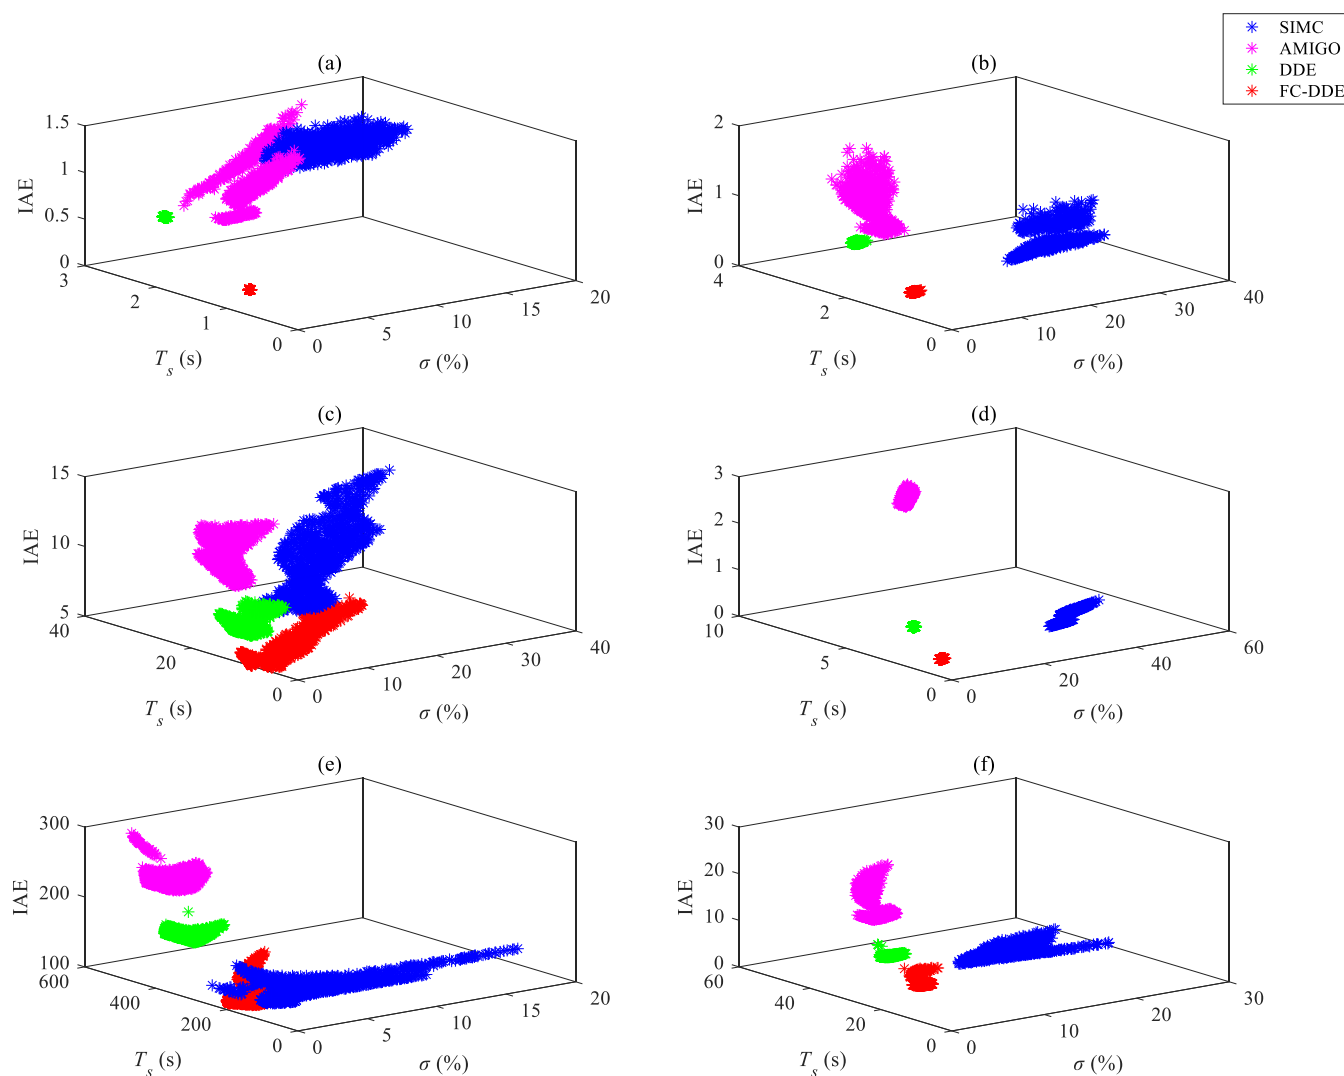 SIMC
AMIGO
DDE
FC-DDE
(a)
1.5
1
0.5
0
IAE
3
2
1
0
T_s (s)
0
5
10
15
20
σ (%)
(b)
2
1
0
IAE
4
2
0
T_s (s)
0
10
20
30
40
σ (%)
(c)
15
10
5
IAE
40
20
0
T_s (s)
0
10
20
30
40
σ (%)
(d)
3
2
1
0
IAE
10
5
0
T_s (s)
0
20
40
60
σ (%)
(e)
300
200
100
IAE
600
400
200
0
T_s (s)
0
5
10
15
20
σ (%)
(f)
30
20
10
0
IAE
60
40
20
0
T_s (s)
0
10
20
30
σ (%)